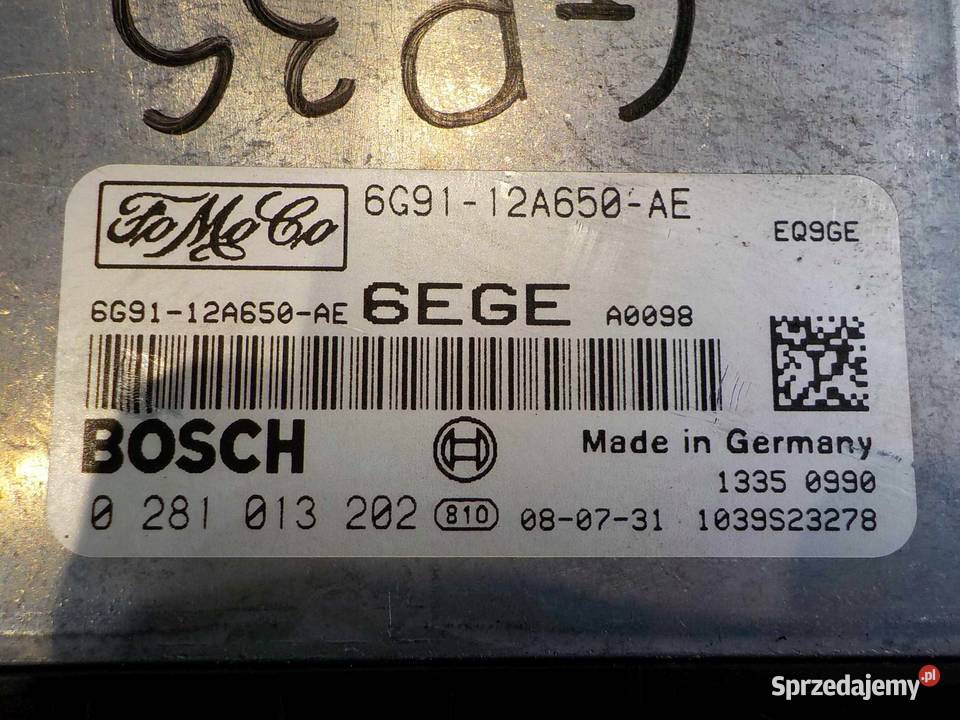 FoMoCo 6G91-12A650-AE
EQ9GE
6G91-12A650-AE 6EGE A0098
BOSCH
Made in Germany
1335 0990
0 281 013 202 810 08-07-31 1039S23278
Sprzedajemy.pl